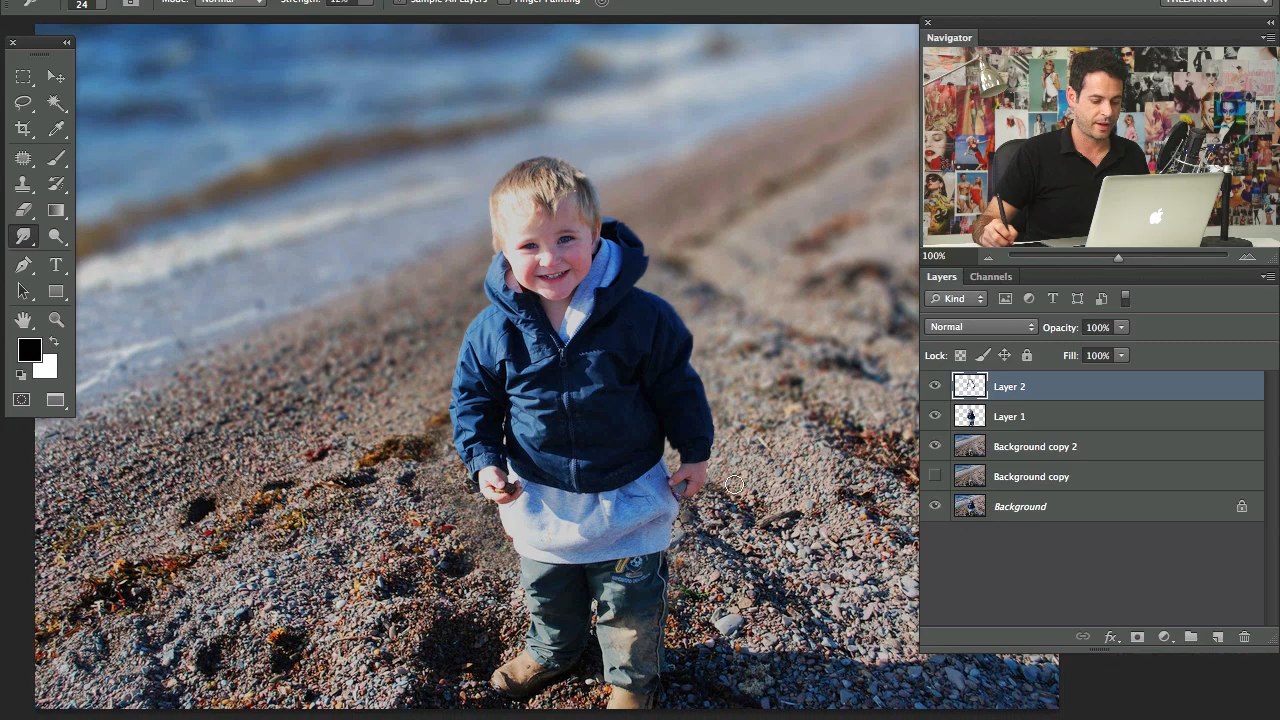 24 Mode: Normal Strength: 12% Sample All Layers Finger Painting
Navigator
100%
Layers Channels
Kind
T
Normal Opacity: 100%
Lock: Fill: 100%
Layer 2
Layer 1
Background copy 2
Background copy
Background
fx
T